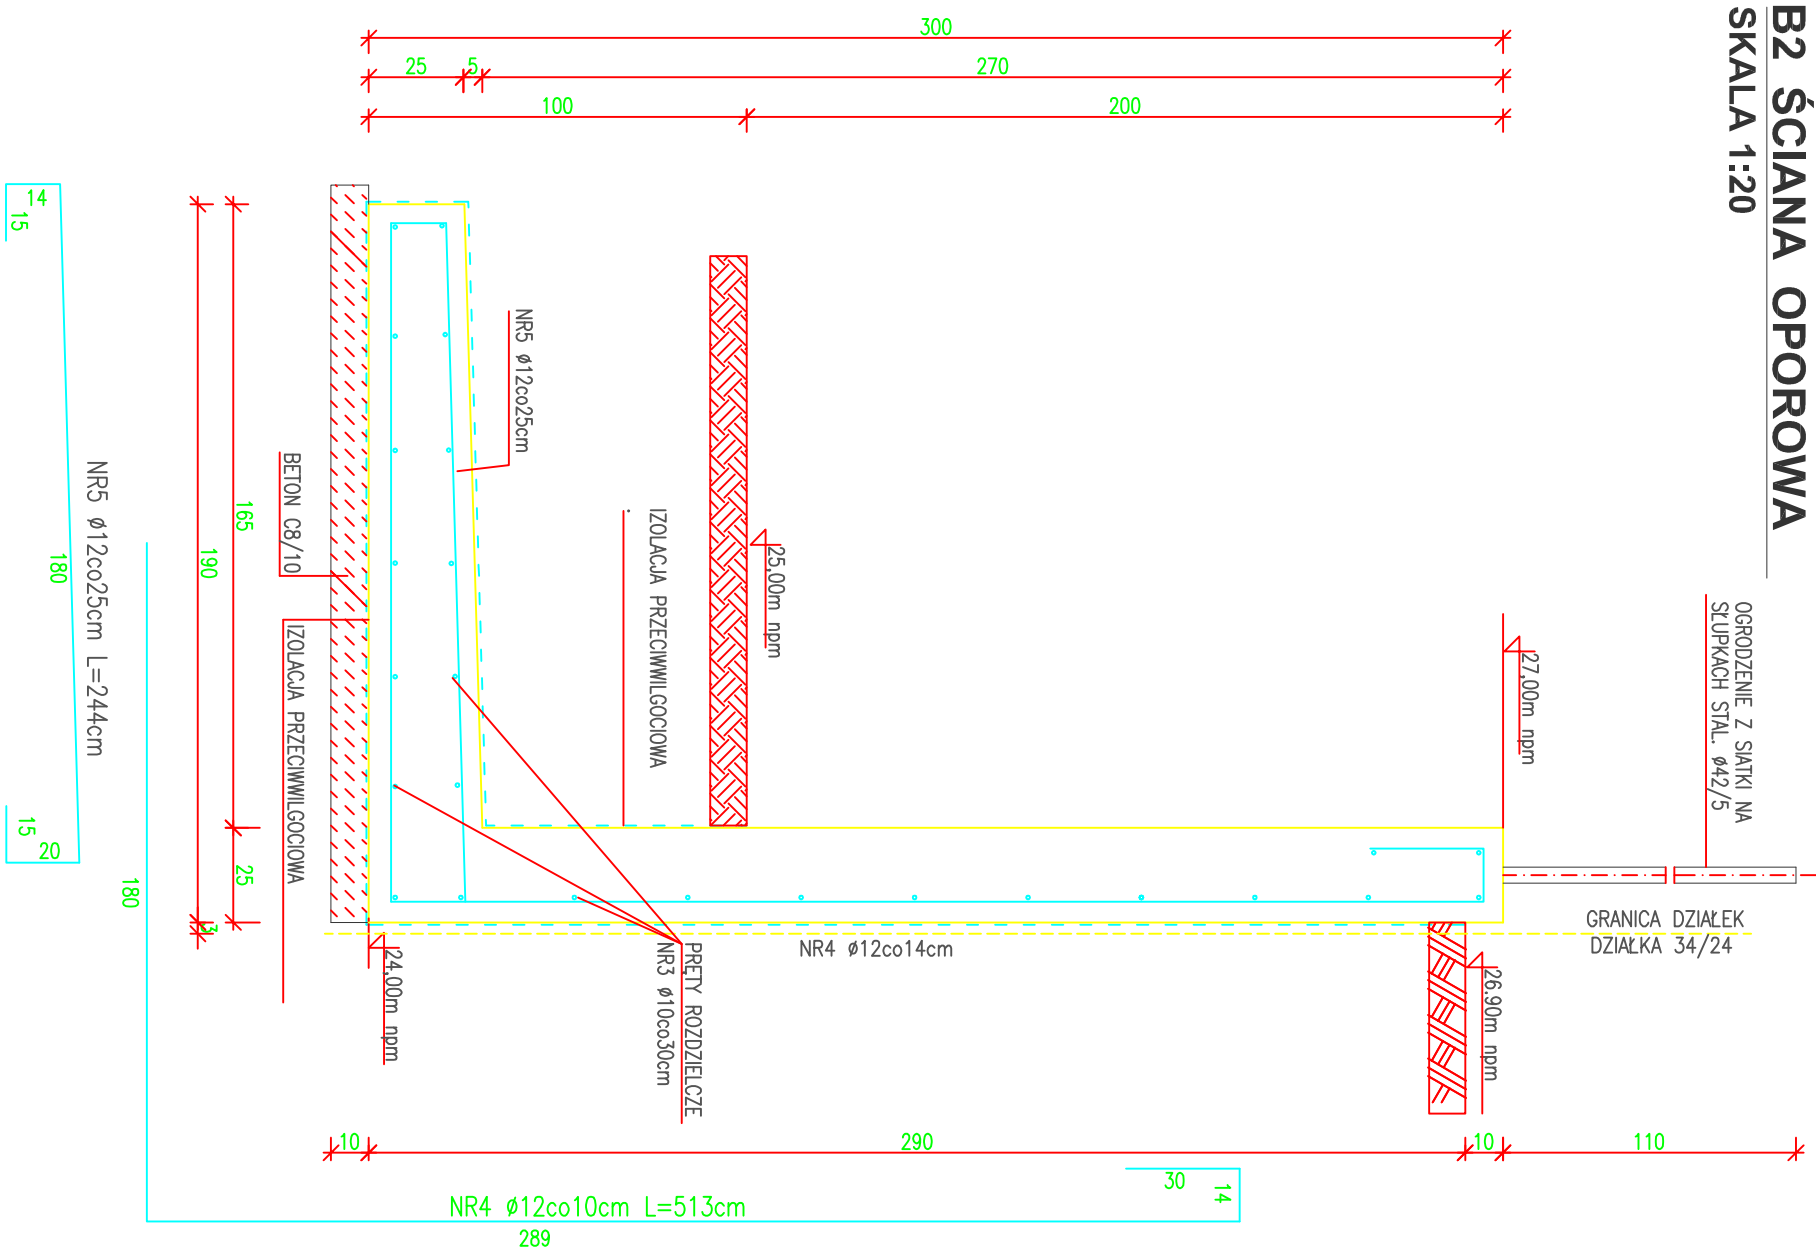 B2 ŚCIANA OPOROWA
SKALA 1:20
300
25
5
270
100
200
14
15
180
15
20
NR5 ø12co25cm L=244cm
190
165
25
3
BETON C8/10
IZOLACJA PRZECIWWILGOCIOWA
NR5 ø12co25cm
IZOLACJA PRZECIWWILGOCIOWA
25,00m npm
27,00m npm
OGRODZENIE Z SIATKI NA
SŁUPKACH STAL. ø42/5
GRANICA DZIAŁEK
DZIAŁKA 34/24
NR4 ø12co14cm
26.90m npm
24,00m npm
PRĘTY ROZDZIELCZE
NR3 ø10co30cm
10
290
10
110
180
30
14
NR4 ø12co10cm L=513cm
289